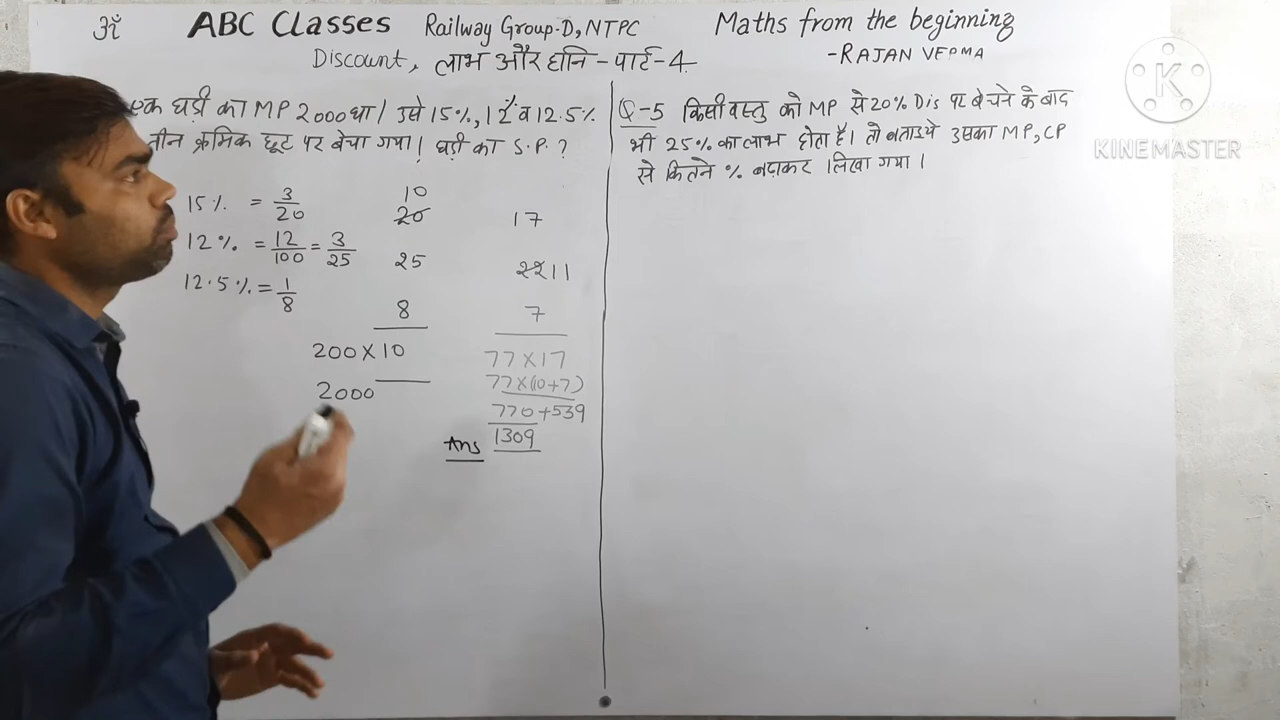 ॐ ABC Classes Railway Group-D, NTPC Maths from the beginning
Discount, लाभ और हानि - पार्ट-4 -RAJAN VERMA
एक घड़ी का MP 2000 था। उसे 15%, 12% व 12.5%
तीन क्रमिक छूट पर बेचा गया। घड़ी का S.P. ?
15% = 3/20
12% = 12/100 = 3/25
12.5% = 1/8
10
20
25
8
200 X 10
2000
17
22 11
7
77 X 17
77 X (10+7)
770 + 539
Ans 1309
Q-5 किसी वस्तु को MP से 20% Dis पर बेचने के बाद
भी 25% का लाभ होता है। तो बताइये उसका MP, CP
से कितने % बढ़ाकर लिखा गया।
K
MADE WITH
KINEMASTER